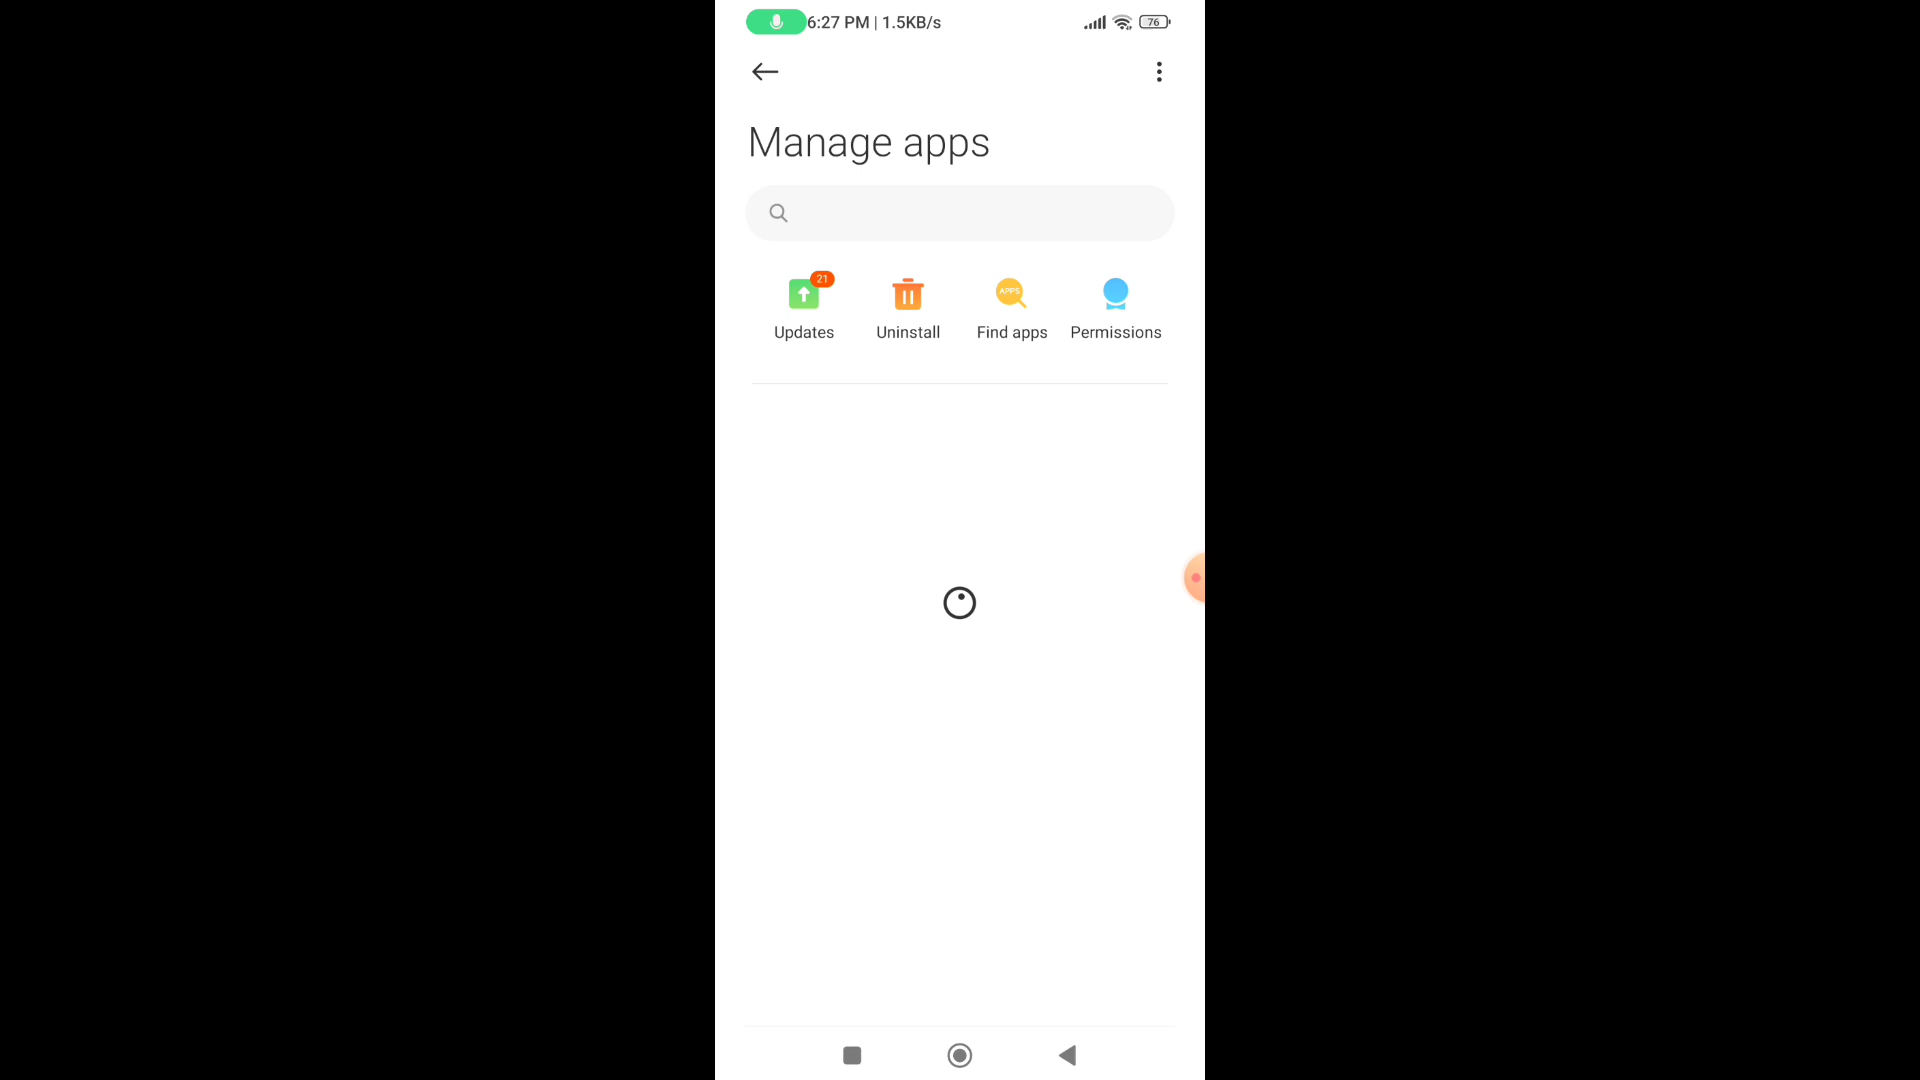 6:27 PM | 1.5KB/s 76
Manage apps
21
APPS
Updates Uninstall Find apps Permissions